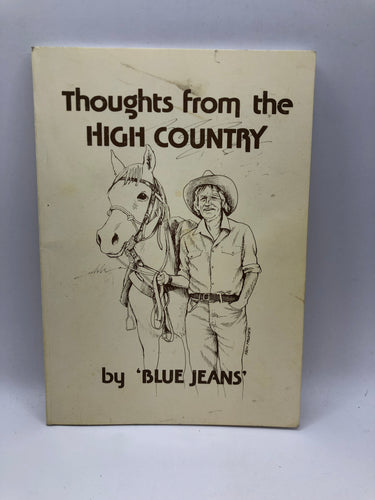 Thoughts from the
HIGH COUNTRY
by 'BLUE JEANS'